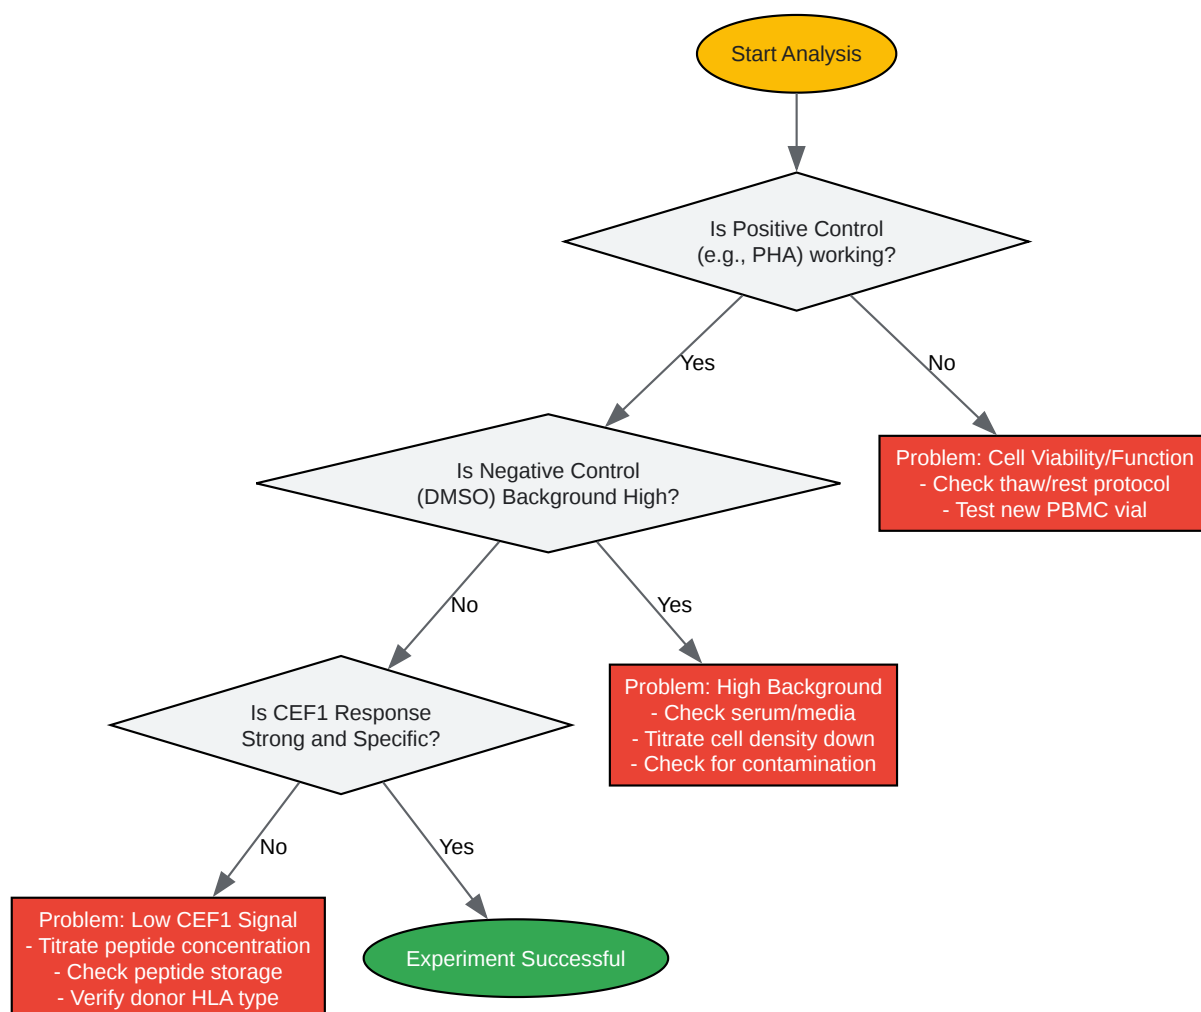 Start Analysis
Is Positive Control
(e.g., PHA) working?
Yes
No
Is Negative Control
(DMSO) Background High?
Problem: Cell Viability/Function
- Check thaw/rest protocol
- Test new PBMC vial
No
Yes
Is CEF1 Response
Strong and Specific?
Problem: High Background
- Check serum/media
- Titrate cell density down
- Check for contamination
No
Yes
Problem: Low CEF1 Signal
- Titrate peptide concentration
- Check peptide storage
- Verify donor HLA type
Experiment Successful